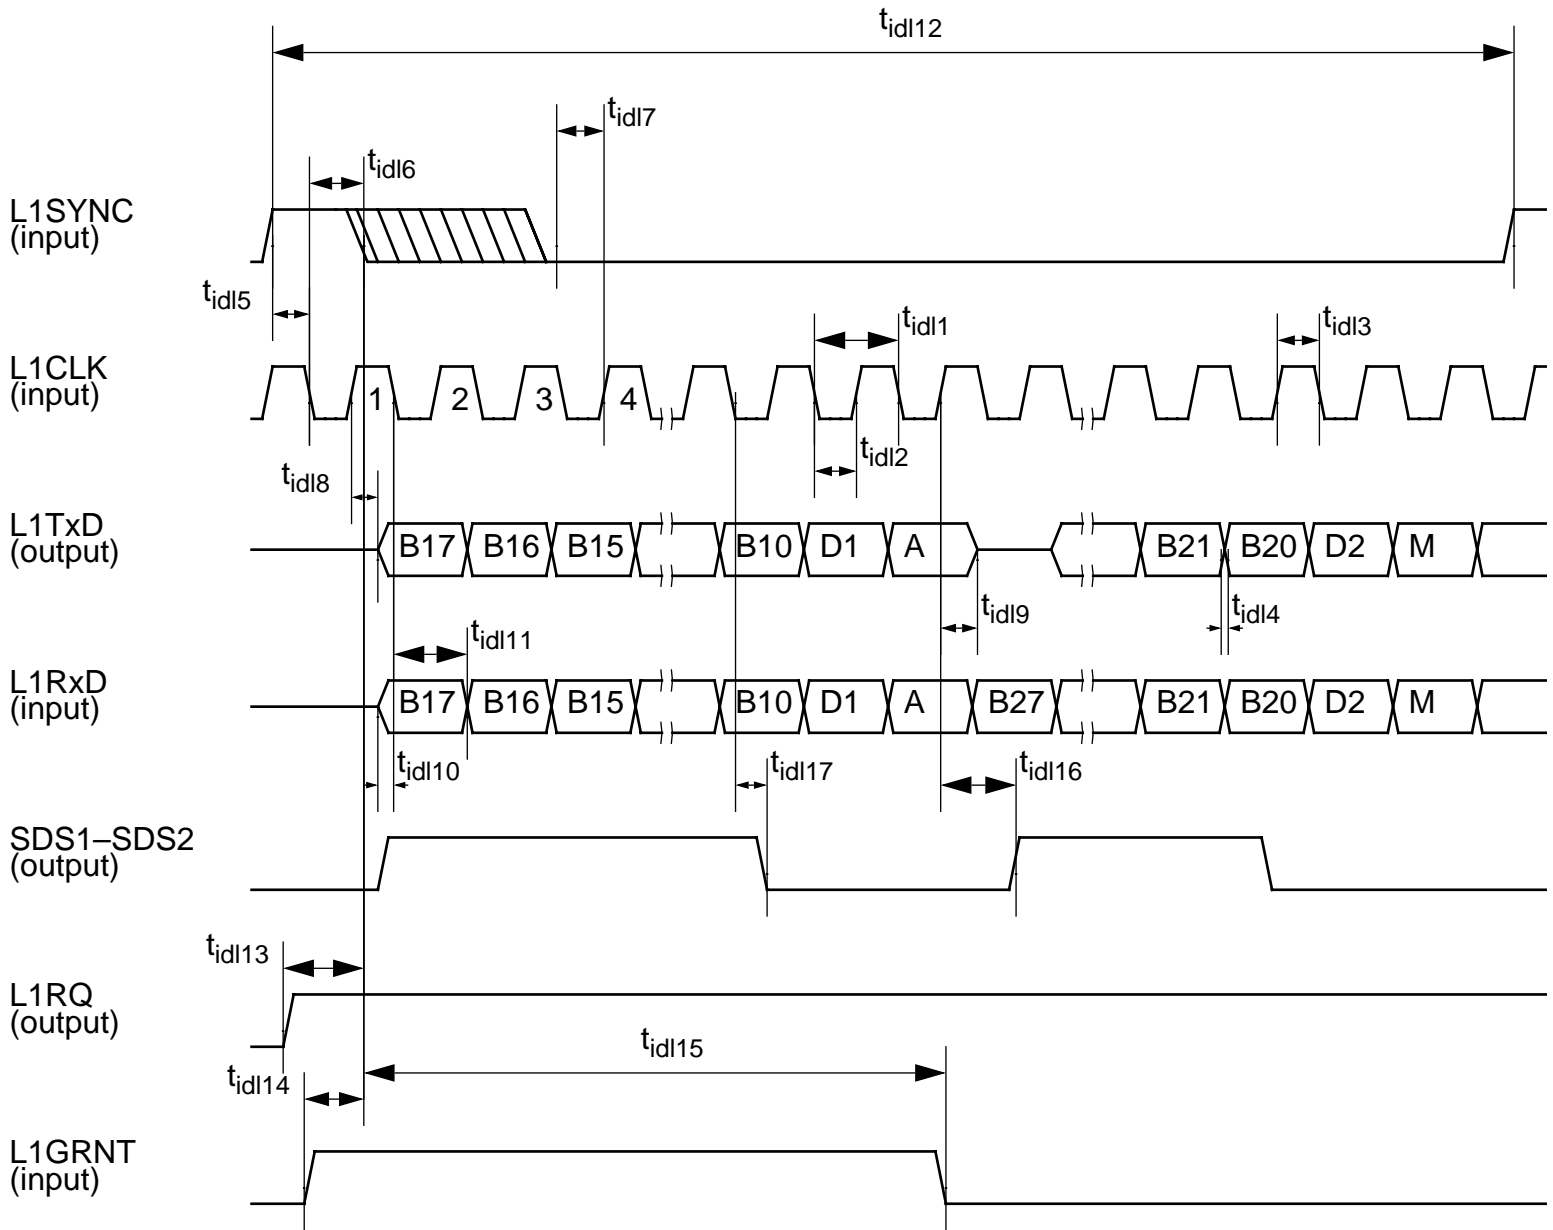 tidl12
tidl7
tidl6
L1SYNC
(input)
tidl5
tidl1
tidl3
L1CLK
(input)
1 2 3 4
tidl2
tidl8
L1TxD
(output)
B17 B16 B15 B10 D1 A B21 B20 D2 M
tidl9
tidl4
tidl11
L1RxD
(input)
B17 B16 B15 B10 D1 A B27 B21 B20 D2 M
tidl10
tidl17
tidl16
SDS1–SDS2
(output)
tidl13
L1RQ
(output)
tidl15
tidl14
L1GRNT
(input)